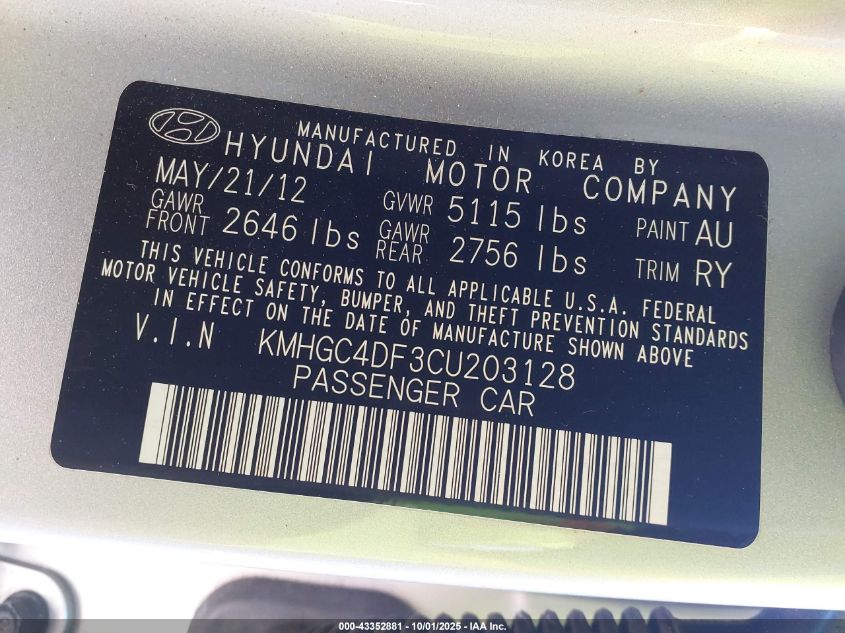 MANUFACTURED IN KOREA BY
HYUNDAI MOTOR COMPANY
MAY/21/12 GVWR 5115 lbs PAINT AU
GAWR FRONT 2646 lbs GAWR REAR 2756 lbs TRIM RY
THIS VEHICLE CONFORMS TO ALL APPLICABLE U.S.A. FEDERAL
MOTOR VEHICLE SAFETY, BUMPER, AND THEFT PREVENTION STANDARDS
IN EFFECT ON THE DATE OF MANUFACTURE SHOWN ABOVE
V.I.N KMHGC4DF3CU203128
PASSENGER CAR
000-43352881 - 10/01/2025 - IAA Inc.